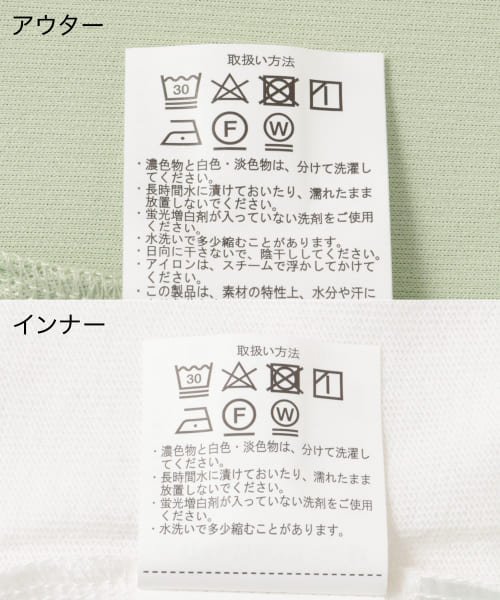 アウター
取扱い方法
30
F W
・濃色物と白色・淡色物は、分けて洗濯し
てください。
・長時間水に漬けておいたり、濡れたまま
放置しないでください。
・蛍光増白剤が入っていない洗剤をご使用
ください。
・水洗いで多少縮むことがあります。
・日向に干さないで、陰干ししてください。
・アイロンは、スチームで浮かしてかけて
ください。
・この製品は、素材の特性上、水分や汗に
インナー
取扱い方法
30
F W
・濃色物と白色・淡色物は、分けて洗濯し
てください。
・長時間水に漬けておいたり、濡れたまま
放置しないでください。
・蛍光増白剤が入っていない洗剤をご使用
ください。
・水洗いで多少縮むことがあります。